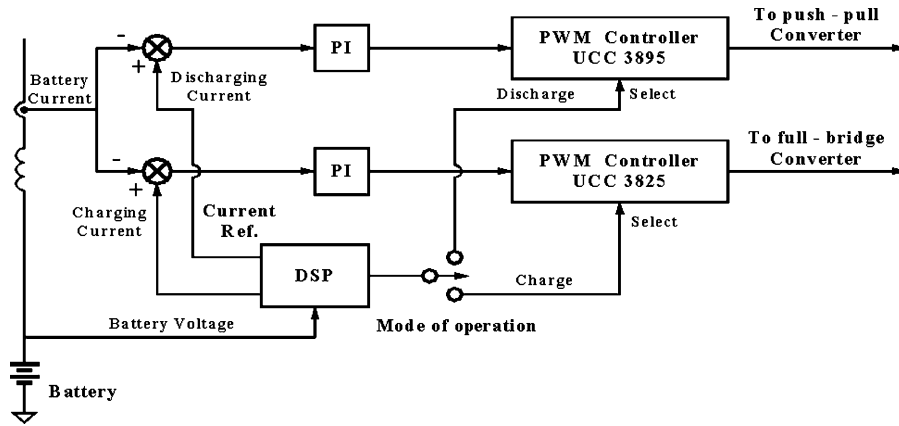 To push - pull
Converter
PWM Controller
UCC 3895
PI
-
+
Battery
Current
Discharging
Current
Discharge
Select
To full - bridge
Converter
PWM Controller
UCC 3825
PI
-
+
Charging
Current
Current
Ref.
Select
DSP
Charge
Battery Voltage
Mode of operation
Battery